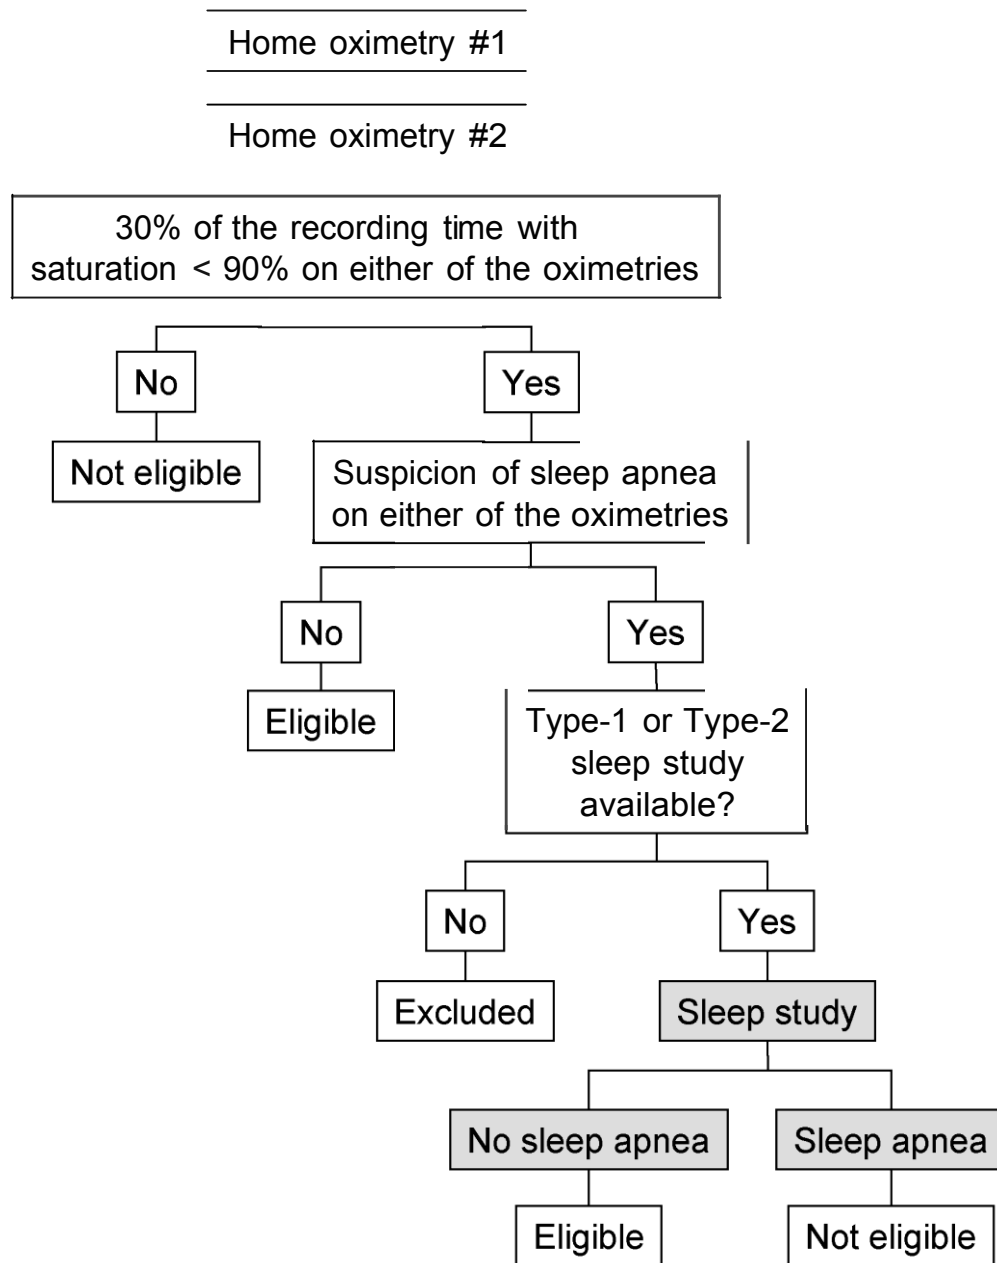 Home oximetry #1
Home oximetry #2
30% of the recording time with
saturation < 90% on either of the oximetries
No
Yes
Not eligible
Suspicion of sleep apnea
on either of the oximetries
No
Yes
Eligible
Type-1 or Type-2
sleep study
available?
No
Yes
Excluded
Sleep study
No sleep apnea
Sleep apnea
Eligible
Not eligible